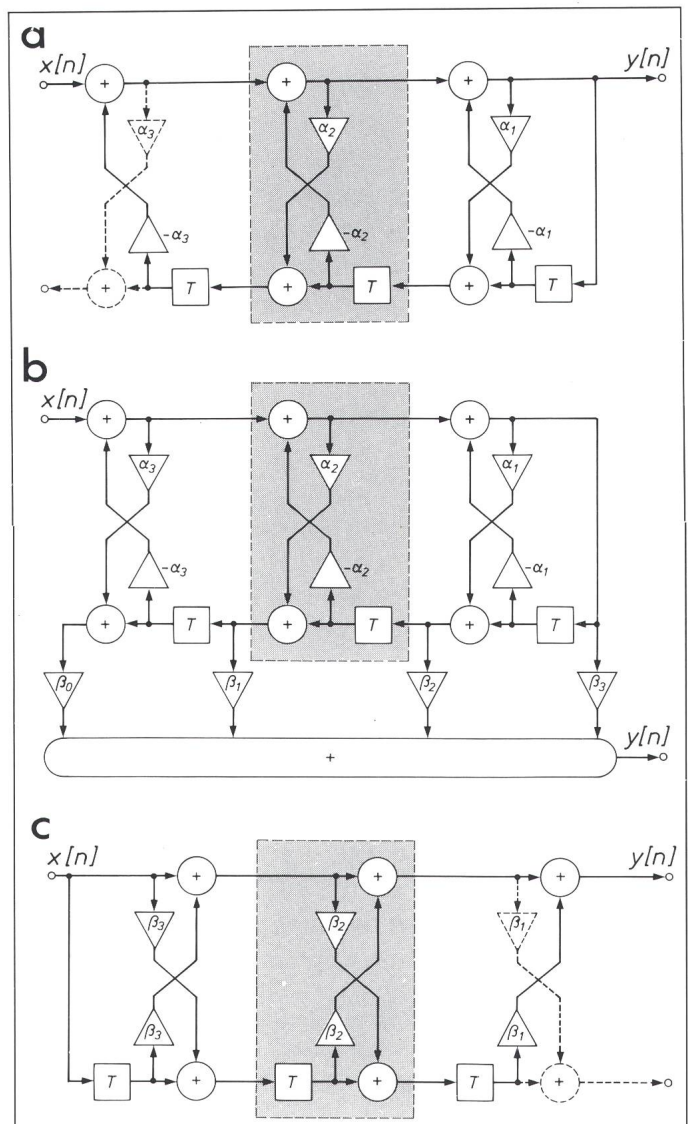 a
x[n] + + + y[n]
α₃ α₂ α₁
-α₃ -α₂ -α₁
+ T + T + T
b
x[n] + + +
α₃ α₂ α₁
-α₃ -α₂ -α₁
+ T + T + T
β₀ β₁ β₂ β₃
+ y[n]
c
x[n] + + + y[n]
β₃ β₂ β₁
β₃ β₂ β₁
T + T + T +